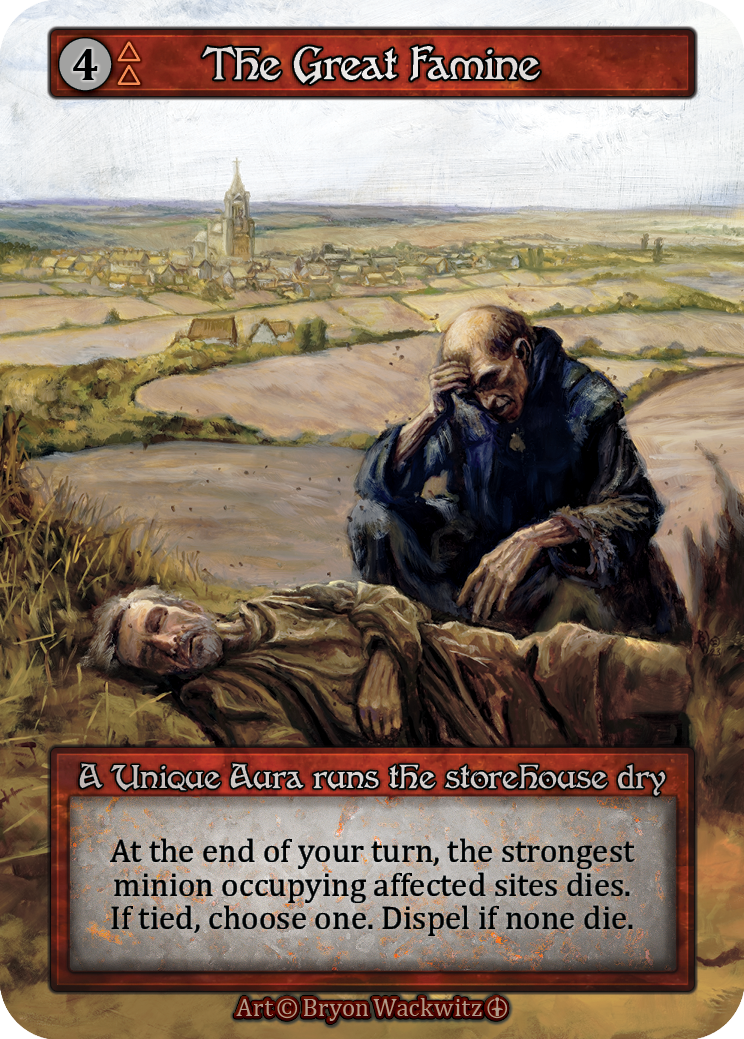 4 The Great Famine
A Unique Aura runs the storehouse dry
At the end of your turn, the strongest
minion occupying affected sites dies.
If tied, choose one. Dispel if none die.
Art © Bryon Wackwitz